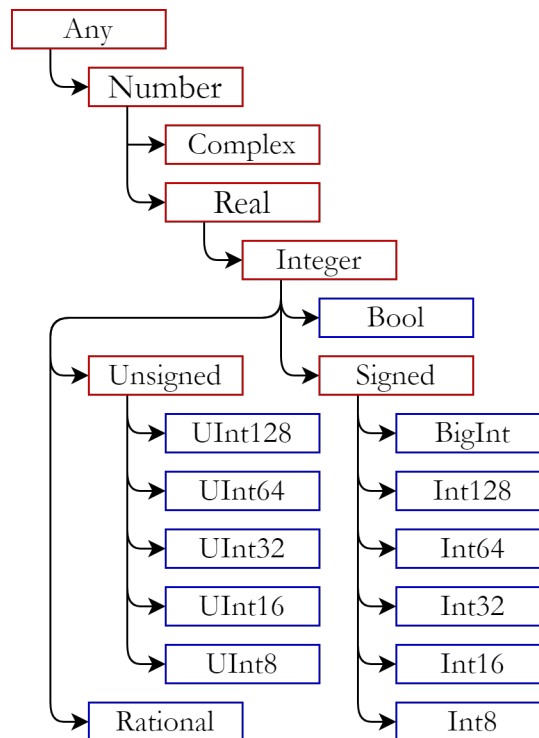 Any
Number
Complex
Real
Integer
Bool
Unsigned
Signed
UInt128
BigInt
UInt64
Int128
UInt32
Int64
UInt16
Int32
UInt8
Int16
Rational
Int8